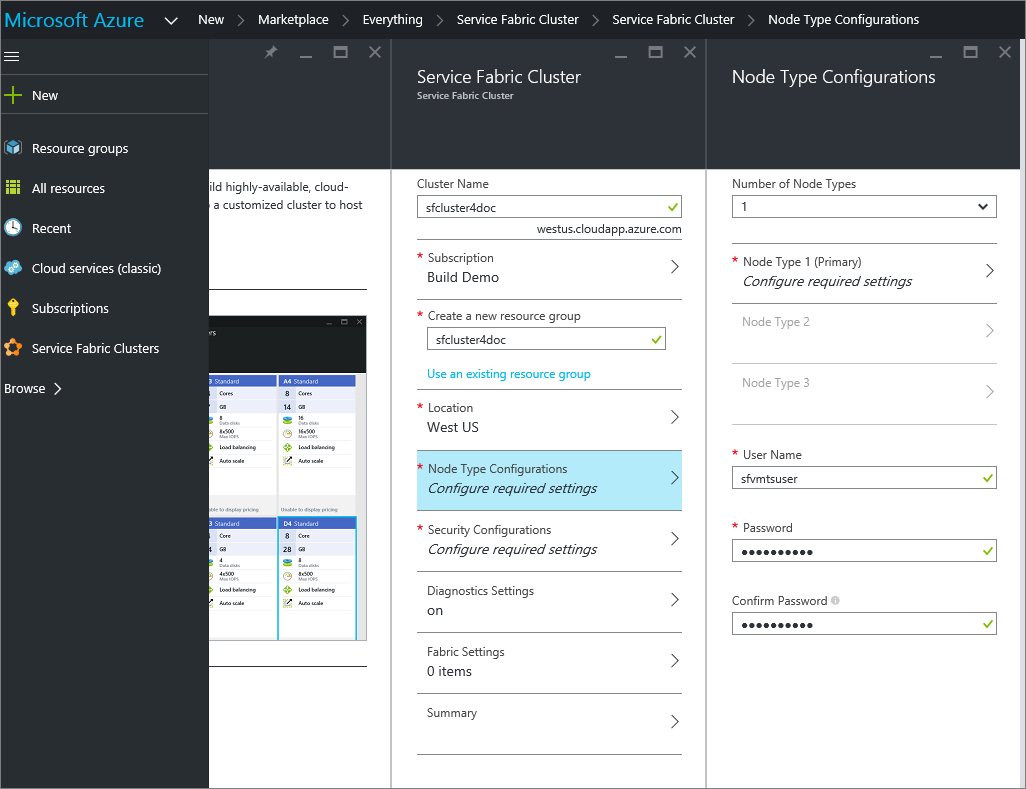 Microsoft Azure
New
Marketplace
Everything
Service Fabric Cluster
Service Fabric Cluster
Node Type Configurations
New
Resource groups
All resources
Recent
Cloud services (classic)
Subscriptions
Service Fabric Clusters
Browse
ild highly-available, cloud-
a customized cluster to host
ers
3 Standard
A4 Standard
Cores
8 Cores
GB
14 GB
8
Data disks
16
Data disks
8x500
Max IOPS
16x500
Max IOPS
Load balancing
Load balancing
Auto scale
Auto scale
Unable to display pricing
Unable to display pricing
3 Standard
D4 Standard
Core
8 Core
4 GB
28 GB
4
Data disks
8
Data disks
4x500
Max IOPS
8x500
Max IOPS
Load balancing
Load balancing
Auto scale
Auto scale
Service Fabric Cluster
Service Fabric Cluster
Cluster Name
sfcluster4doc
westus.cloudapp.azure.com
* Subscription
Build Demo
* Create a new resource group
sfcluster4doc
Use an existing resource group
* Location
West US
* Node Type Configurations
Configure required settings
* Security Configurations
Configure required settings
Diagnostics Settings
on
Fabric Settings
0 items
Summary
Node Type Configurations
Number of Node Types
1
* Node Type 1 (Primary)
Configure required settings
Node Type 2
Node Type 3
* User Name
sfvmtsuser
* Password
●●●●●●●●●●
Confirm Password
●●●●●●●●●●